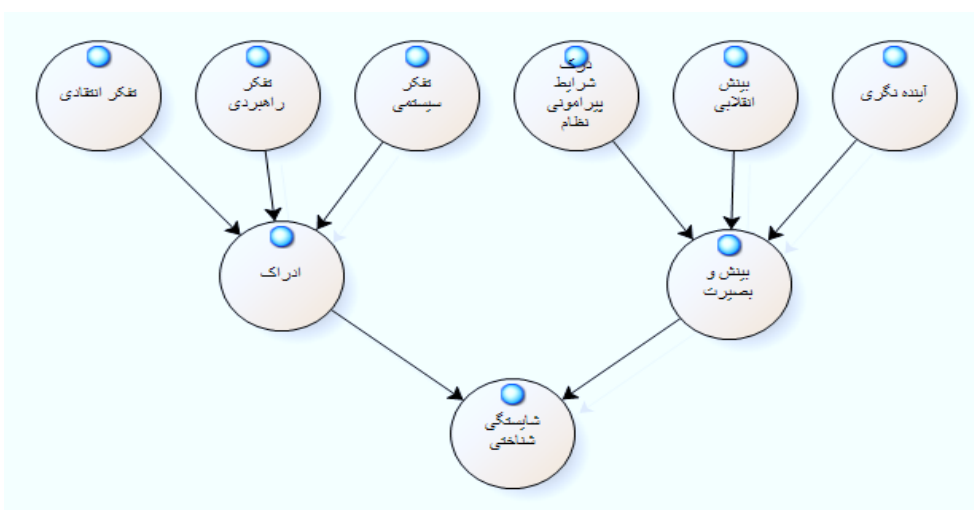 تفکر انتقادی
تفکر
راهبردی
تفکر
سیستمی
درک
شرایط
پیرامونی
نظام
بینش
انقلابی
آینده نگری
ادراک
بینش و
بصیرت
شایستگی
شناختی